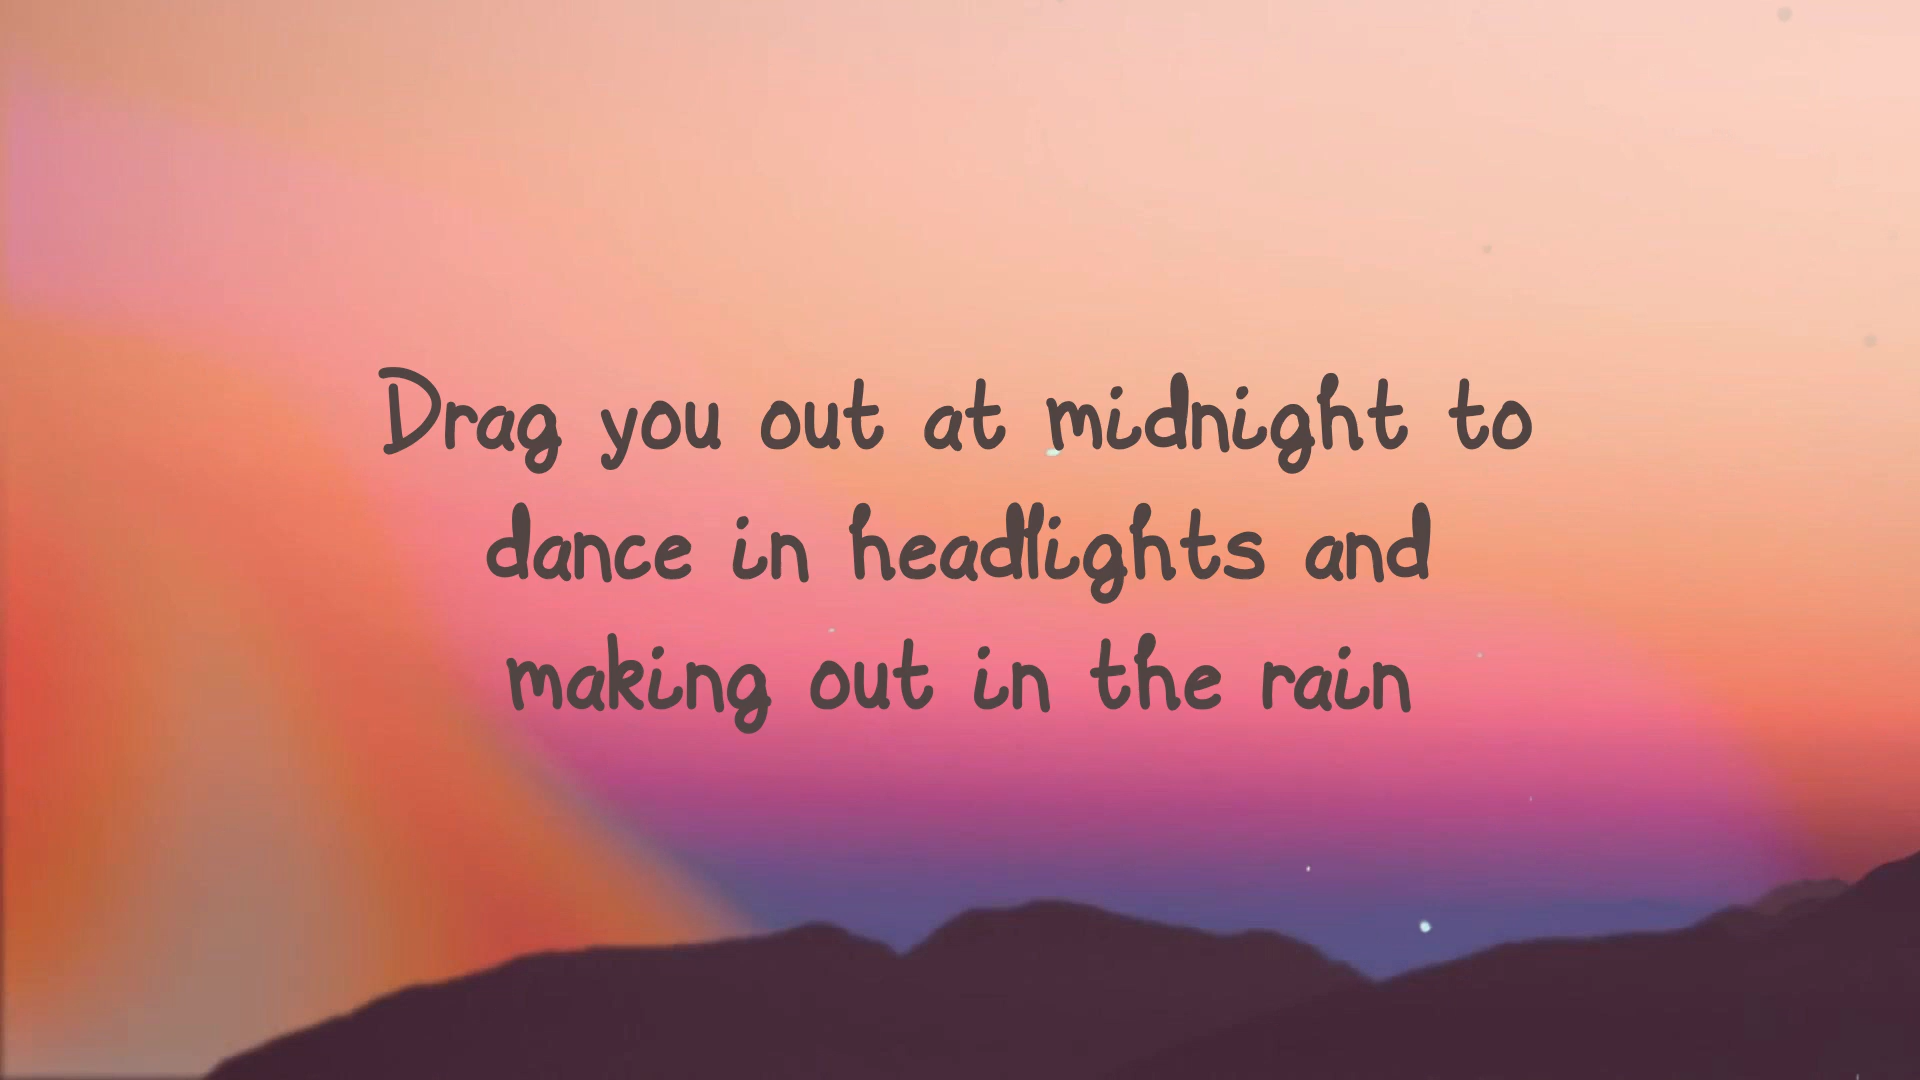 Drag you out at midnight to
dance in headlights and
making out in the rain